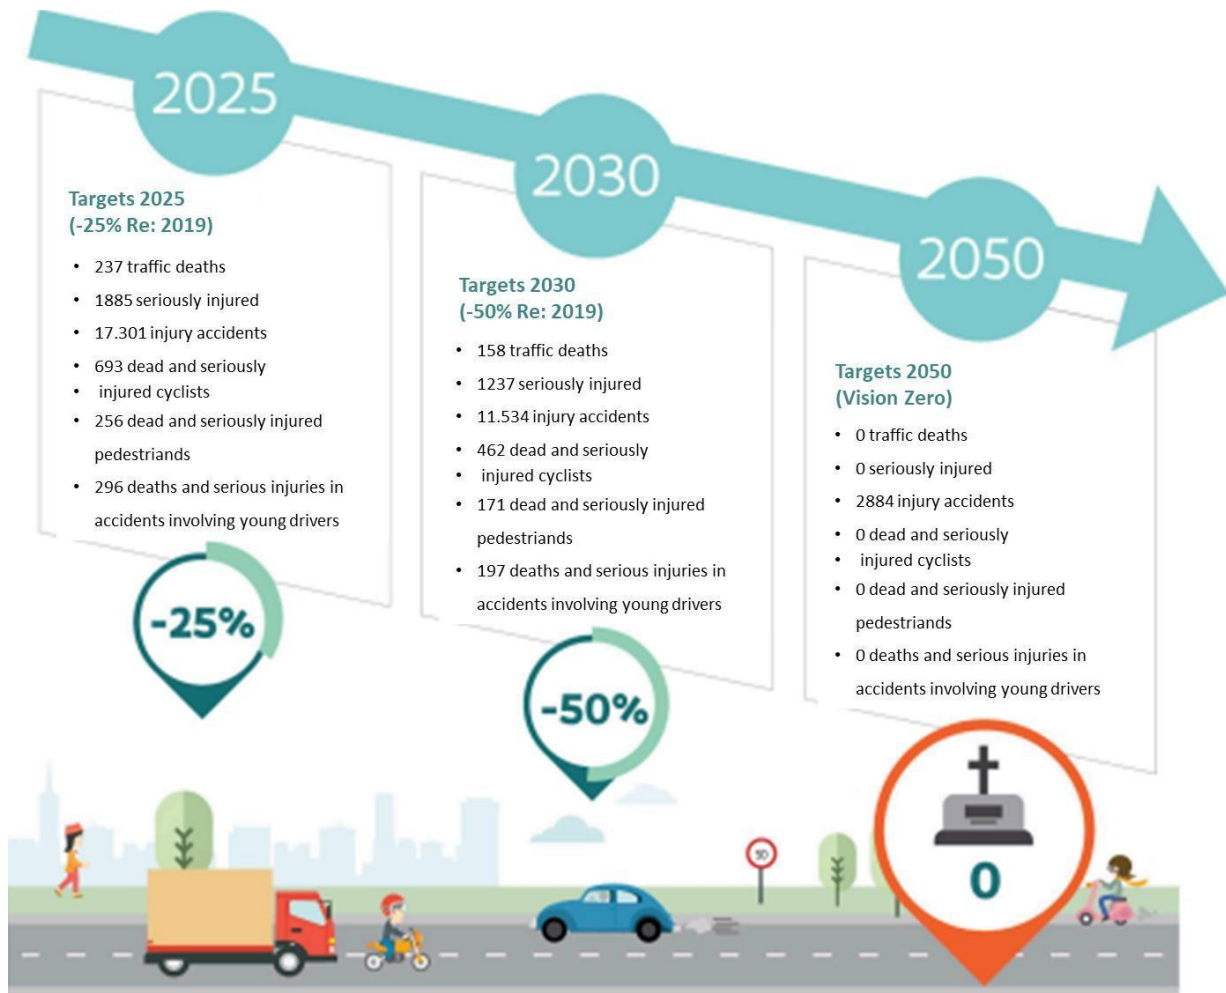 2025
Targets 2025
(-25% Re: 2019)
• 237 traffic deaths
• 1885 seriously injured
• 17.301 injury accidents
• 693 dead and seriously
• injured cyclists
• 256 dead and seriously injured
pedestriands
• 296 deaths and serious injuries in
accidents involving young drivers
-25%
2030
Targets 2030
(-50% Re: 2019)
• 158 traffic deaths
• 1237 seriously injured
• 11.534 injury accidents
• 462 dead and seriously
• injured cyclists
• 171 dead and seriously injured
pedestriands
• 197 deaths and serious injuries in
accidents involving young drivers
-50%
2050
Targets 2050
(Vision Zero)
• 0 traffic deaths
• 0 seriously injured
• 2884 injury accidents
• 0 dead and seriously
• injured cyclists
• 0 dead and seriously injured
pedestriands
• 0 deaths and serious injuries in
accidents involving young drivers
0